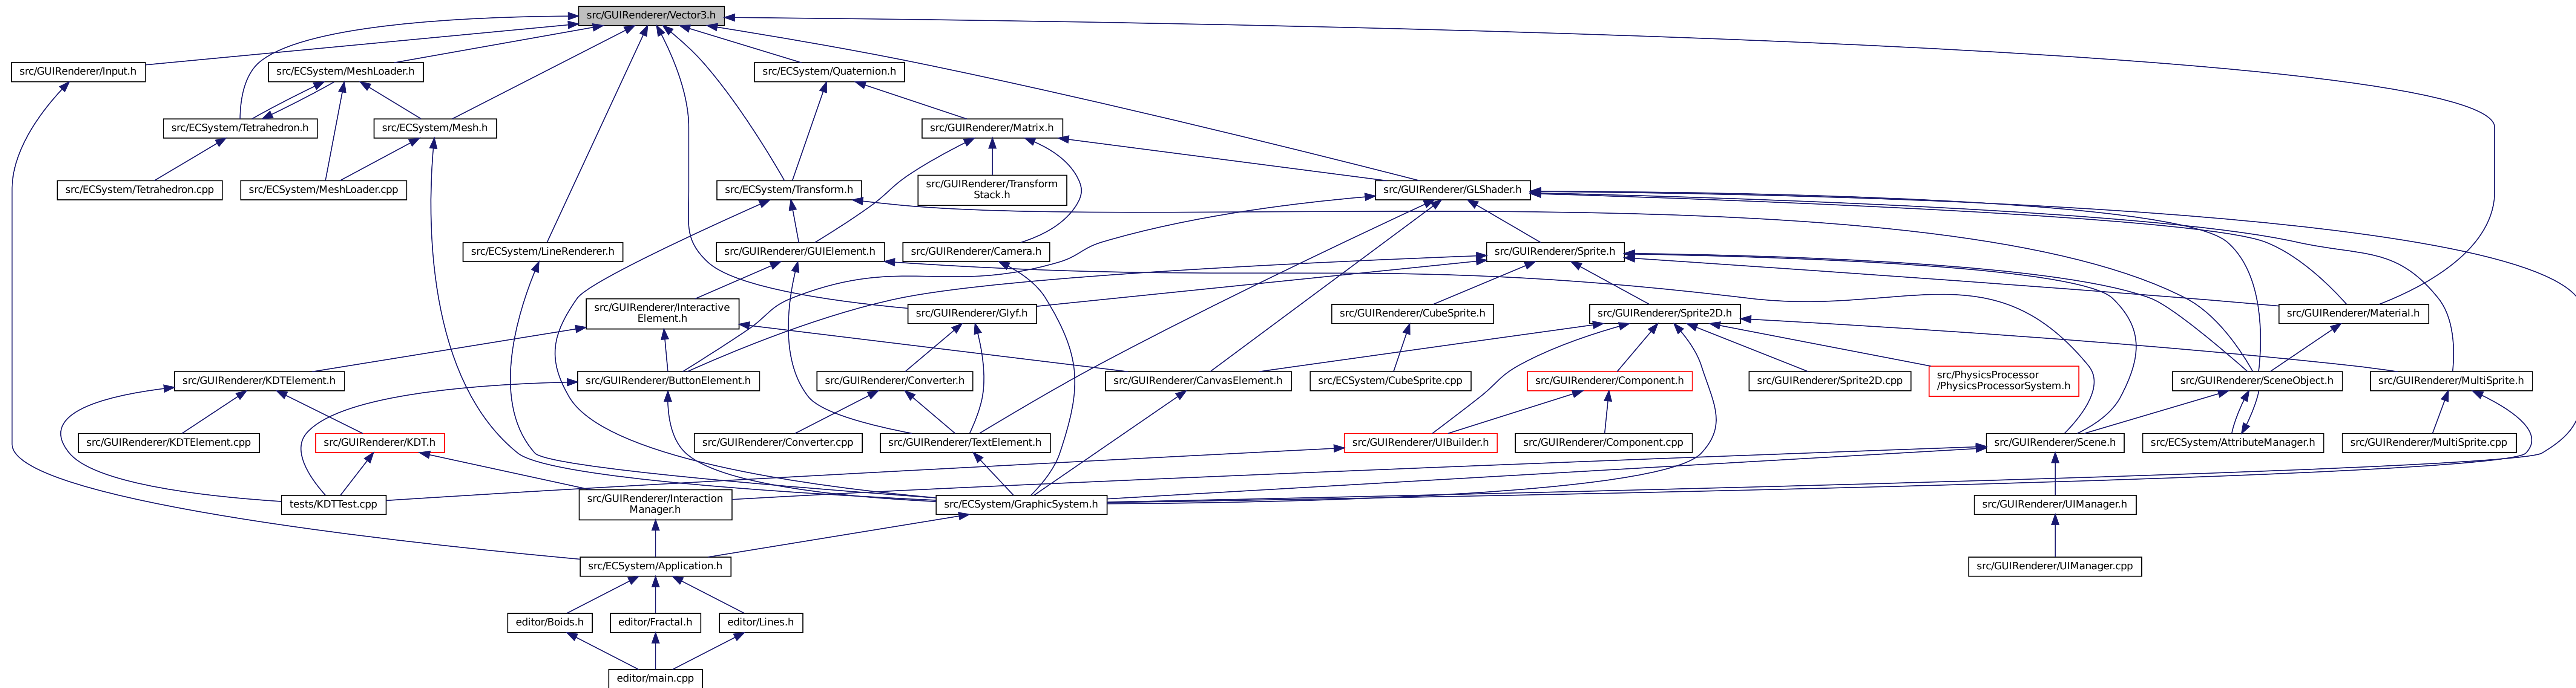 src/GUIRenderer/Vector3.h
src/GUIRenderer/Input.h
src/ECSystem/MeshLoader.h
src/ECSystem/Quaternion.h
src/ECSystem/Tetrahedron.h
src/ECSystem/Mesh.h
src/GUIRenderer/Matrix.h
src/ECSystem/Tetrahedron.cpp
src/ECSystem/MeshLoader.cpp
src/ECSystem/Transform.h
src/GUIRenderer/Transform
Stack.h
src/GUIRenderer/GLShader.h
src/ECSystem/LineRenderer.h
src/GUIRenderer/GUIElement.h
src/GUIRenderer/Camera.h
src/GUIRenderer/Sprite.h
src/GUIRenderer/Interactive
Element.h
src/GUIRenderer/Glyf.h
src/GUIRenderer/CubeSprite.h
src/GUIRenderer/Sprite2D.h
src/GUIRenderer/Material.h
src/GUIRenderer/KDTElement.h
src/GUIRenderer/ButtonElement.h
src/GUIRenderer/Converter.h
src/GUIRenderer/CanvasElement.h
src/ECSystem/CubeSprite.cpp
src/GUIRenderer/Component.h
src/GUIRenderer/Sprite2D.cpp
src/PhysicsProcessor
/PhysicsProcessorSystem.h
src/GUIRenderer/SceneObject.h
src/GUIRenderer/MultiSprite.h
src/GUIRenderer/KDTElement.cpp
src/GUIRenderer/KDT.h
src/GUIRenderer/Converter.cpp
src/GUIRenderer/TextElement.h
src/GUIRenderer/UIBuilder.h
src/GUIRenderer/Component.cpp
src/GUIRenderer/Scene.h
src/ECSystem/AttributeManager.h
src/GUIRenderer/MultiSprite.cpp
tests/KDTTest.cpp
src/GUIRenderer/Interaction
Manager.h
src/ECSystem/GraphicSystem.h
src/GUIRenderer/UIManager.h
src/ECSystem/Application.h
src/GUIRenderer/UIManager.cpp
editor/Boids.h
editor/Fractal.h
editor/Lines.h
editor/main.cpp